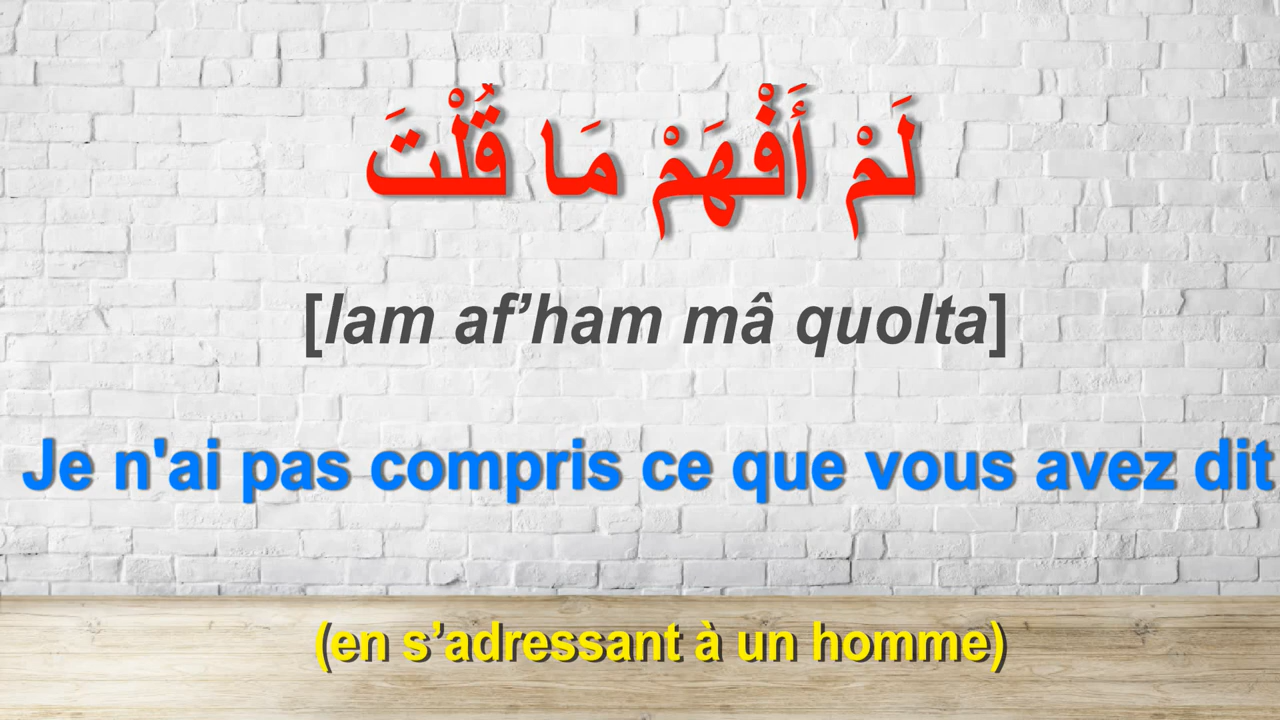 لَمْ أَفْهَمْ مَا قُلْتَ
[lam af’ham mâ quolta]
Je n'ai pas compris ce que vous avez dit
(en s’adressant à un homme)